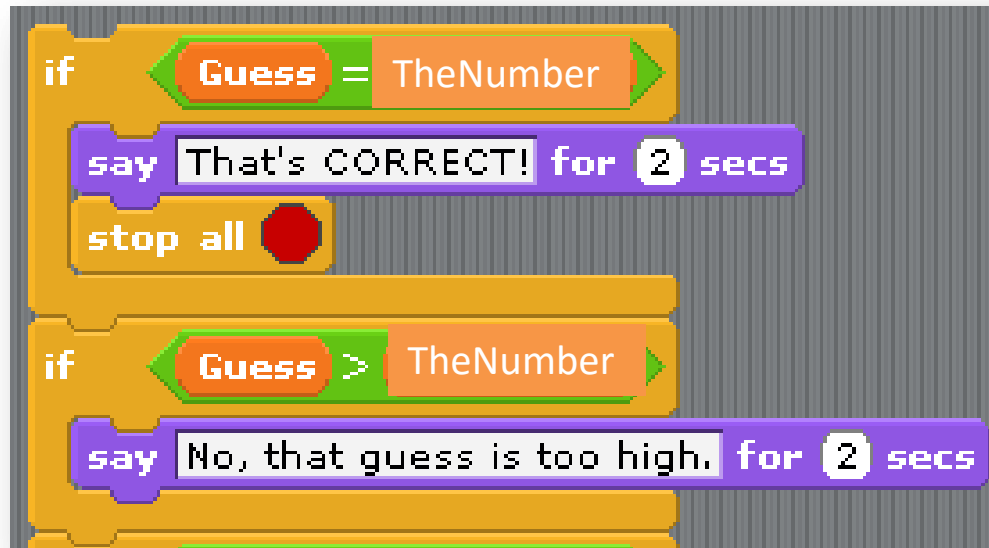 if Guess = TheNumber
say That's CORRECT! for 2 secs
stop all
if Guess > TheNumber
say No, that guess is too high. for 2 secs